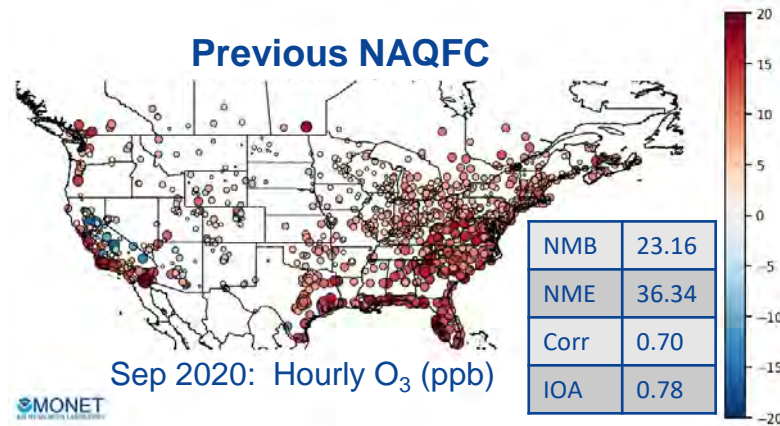 Previous NAQFC
20
15
10
5
0
−5
−10
−15
−20
NMB 23.16
NME 36.34
Corr 0.70
IOA 0.78
Sep 2020: Hourly O₃ (ppb)
MONET